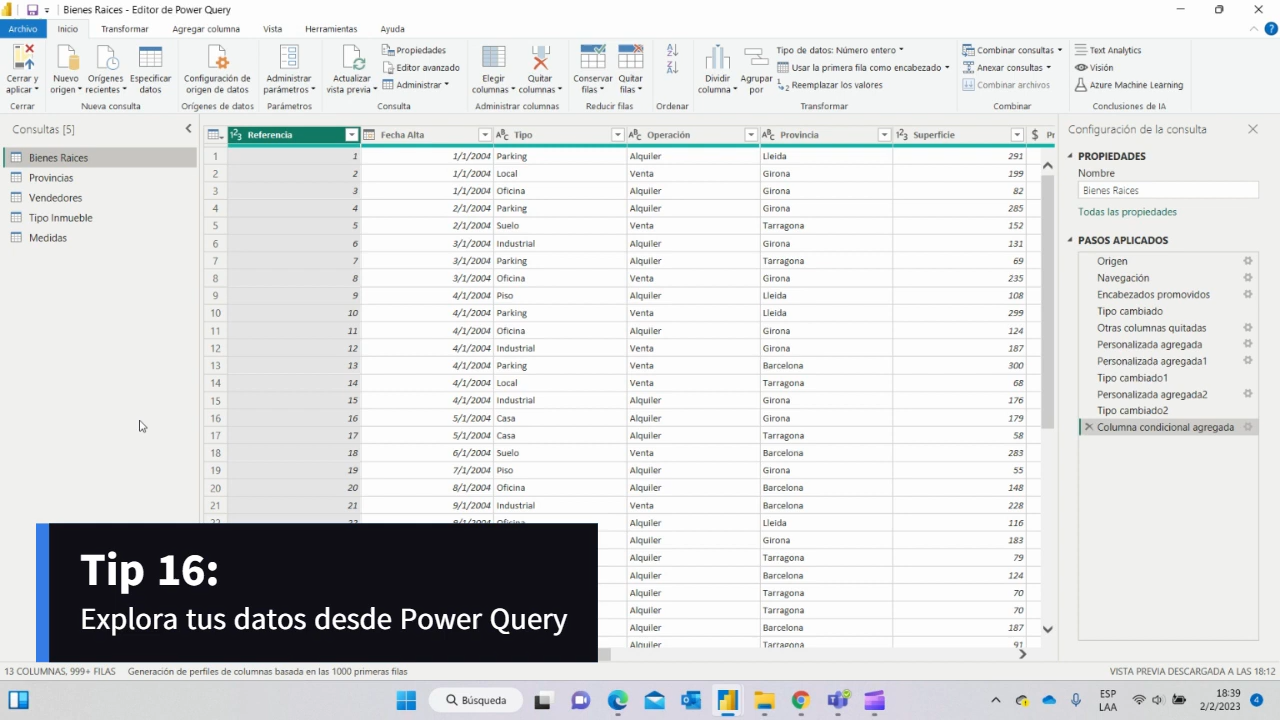 Bienes Raices - Editor de Power Query
Archivo Inicio Transformar Agregar columna Vista Herramientas Ayuda
Cerrar y aplicar
Nuevo origen
Orígenes recientes
Especificar datos
Configuración de origen de datos
Administrar parámetros
Actualizar vista previa
Propiedades
Editor avanzado
Administrar
Elegir columnas
Quitar columnas
Conservar filas
Quitar filas
Dividir columna
Agrupar por
Tipo de datos: Número entero
Usar la primera fila como encabezado
Reemplazar los valores
Combinar consultas
Anexar consultas
Combinar archivos
Text Analytics
Visión
Azure Machine Learning
Cerrar Nueva consulta Orígenes de datos Parámetros Consulta Administrar columnas Reducir filas Ordenar Transformar Combinar Conclusiones de IA
Consultas [5]
Bienes Raices
Provincias
Vendedores
Tipo Inmueble
Medidas
Referencia Fecha Alta Tipo Operación Provincia Superficie $ Pr
1 1 1/1/2004 Parking Alquiler Lleida 291
2 2 1/1/2004 Local Venta Girona 199
3 3 1/1/2004 Oficina Alquiler Girona 82
4 4 2/1/2004 Parking Alquiler Girona 285
5 5 2/1/2004 Suelo Venta Tarragona 152
6 6 3/1/2004 Industrial Alquiler Girona 131
7 7 3/1/2004 Parking Alquiler Tarragona 69
8 8 3/1/2004 Oficina Venta Girona 235
9 9 4/1/2004 Piso Alquiler Lleida 108
10 10 4/1/2004 Parking Venta Lleida 299
11 11 4/1/2004 Oficina Alquiler Girona 124
12 12 4/1/2004 Industrial Venta Girona 187
13 13 4/1/2004 Parking Venta Barcelona 300
14 14 4/1/2004 Local Venta Tarragona 68
15 15 4/1/2004 Industrial Alquiler Girona 176
16 16 5/1/2004 Casa Alquiler Girona 179
17 17 5/1/2004 Casa Alquiler Tarragona 58
18 18 6/1/2004 Suelo Venta Barcelona 283
19 19 7/1/2004 Piso Alquiler Girona 55
20 20 8/1/2004 Oficina Alquiler Barcelona 148
21 21 9/1/2004 Industrial Venta Barcelona 228
Alquiler Lleida 116
Alquiler Girona 183
Alquiler Tarragona 79
Alquiler Barcelona 124
Alquiler Tarragona 70
Alquiler Tarragona 70
Alquiler Barcelona 187
Alquiler Tarragona 91
Configuración de la consulta
PROPIEDADES
Nombre
Bienes Raices
Todas las propiedades
PASOS APLICADOS
Origen
Navegación
Encabezados promovidos
Tipo cambiado
Otras columnas quitadas
Personalizada agregada
Personalizada agregada1
Tipo cambiado1
Personalizada agregada2
Tipo cambiado2
Columna condicional agregada
Tip 16:
Explora tus datos desde Power Query
13 COLUMNAS, 999+ FILAS Generación de perfiles de columnas basada en las 1000 primeras filas VISTA PREVIA DESCARGADA A LAS 18:12
Búsqueda
ESP
LAA
18:39
2/2/2023
4